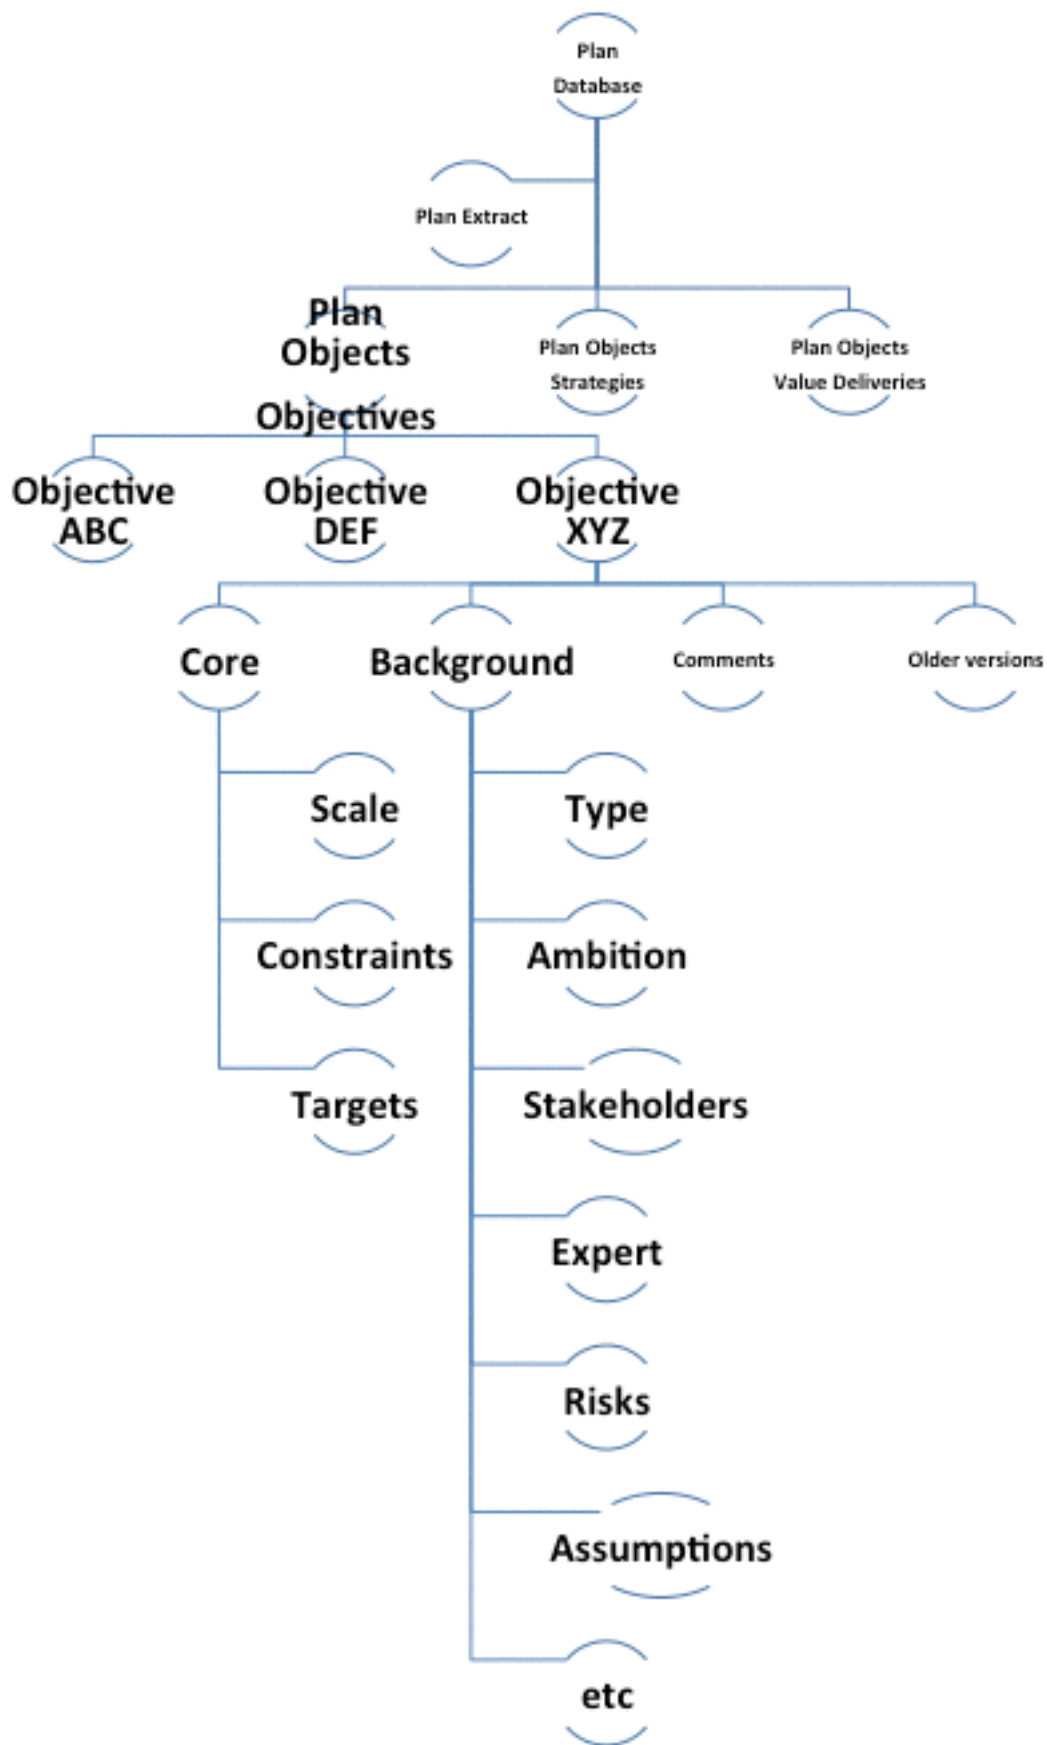 Plan
Database
Plan Extract
Plan
Objects
Objectives
Plan Objects
Strategies
Plan Objects
Value Deliveries
Objective
ABC
Objective
DEF
Objective
XYZ
Core
Background
Comments
Older versions
Scale
Constraints
Targets
Type
Ambition
Stakeholders
Expert
Risks
Assumptions
etc